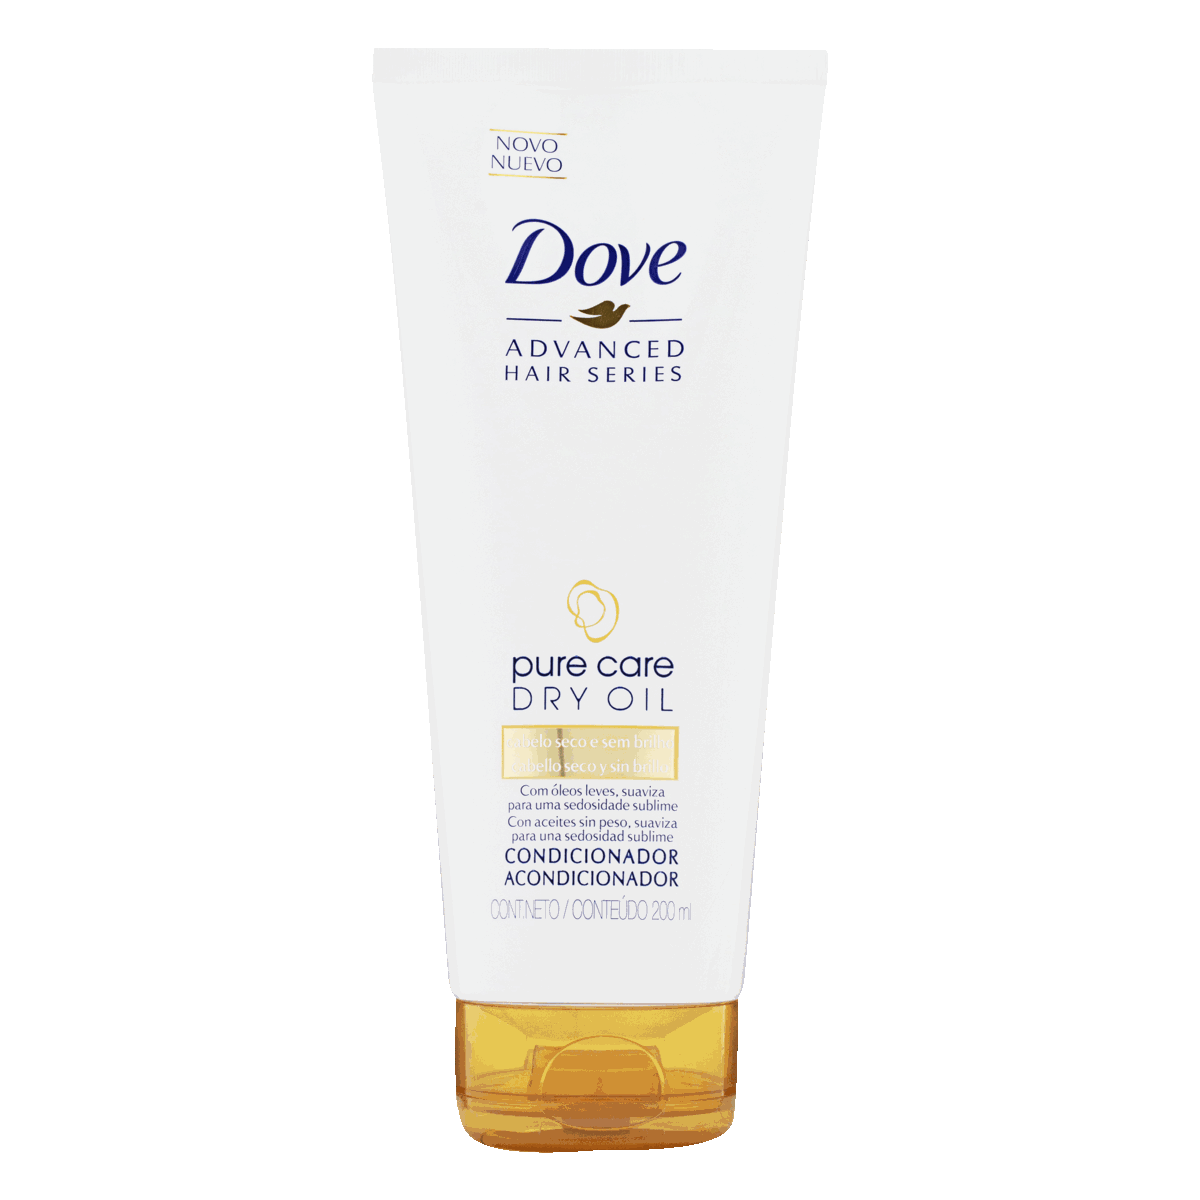 NOVO
NUEVO
Dove
ADVANCED
HAIR SERIES
pure care
DRY OIL
cabelo seco e sem brilho
cabello seco y sin brillo
Com óleos leves, suaviza
para uma sedosidade sublime
Con aceites sin peso, suaviza
para una sedosidad sublime
CONDICIONADOR
ACONDICIONADOR
CONT.NETO / CONTEÚDO 200 ml